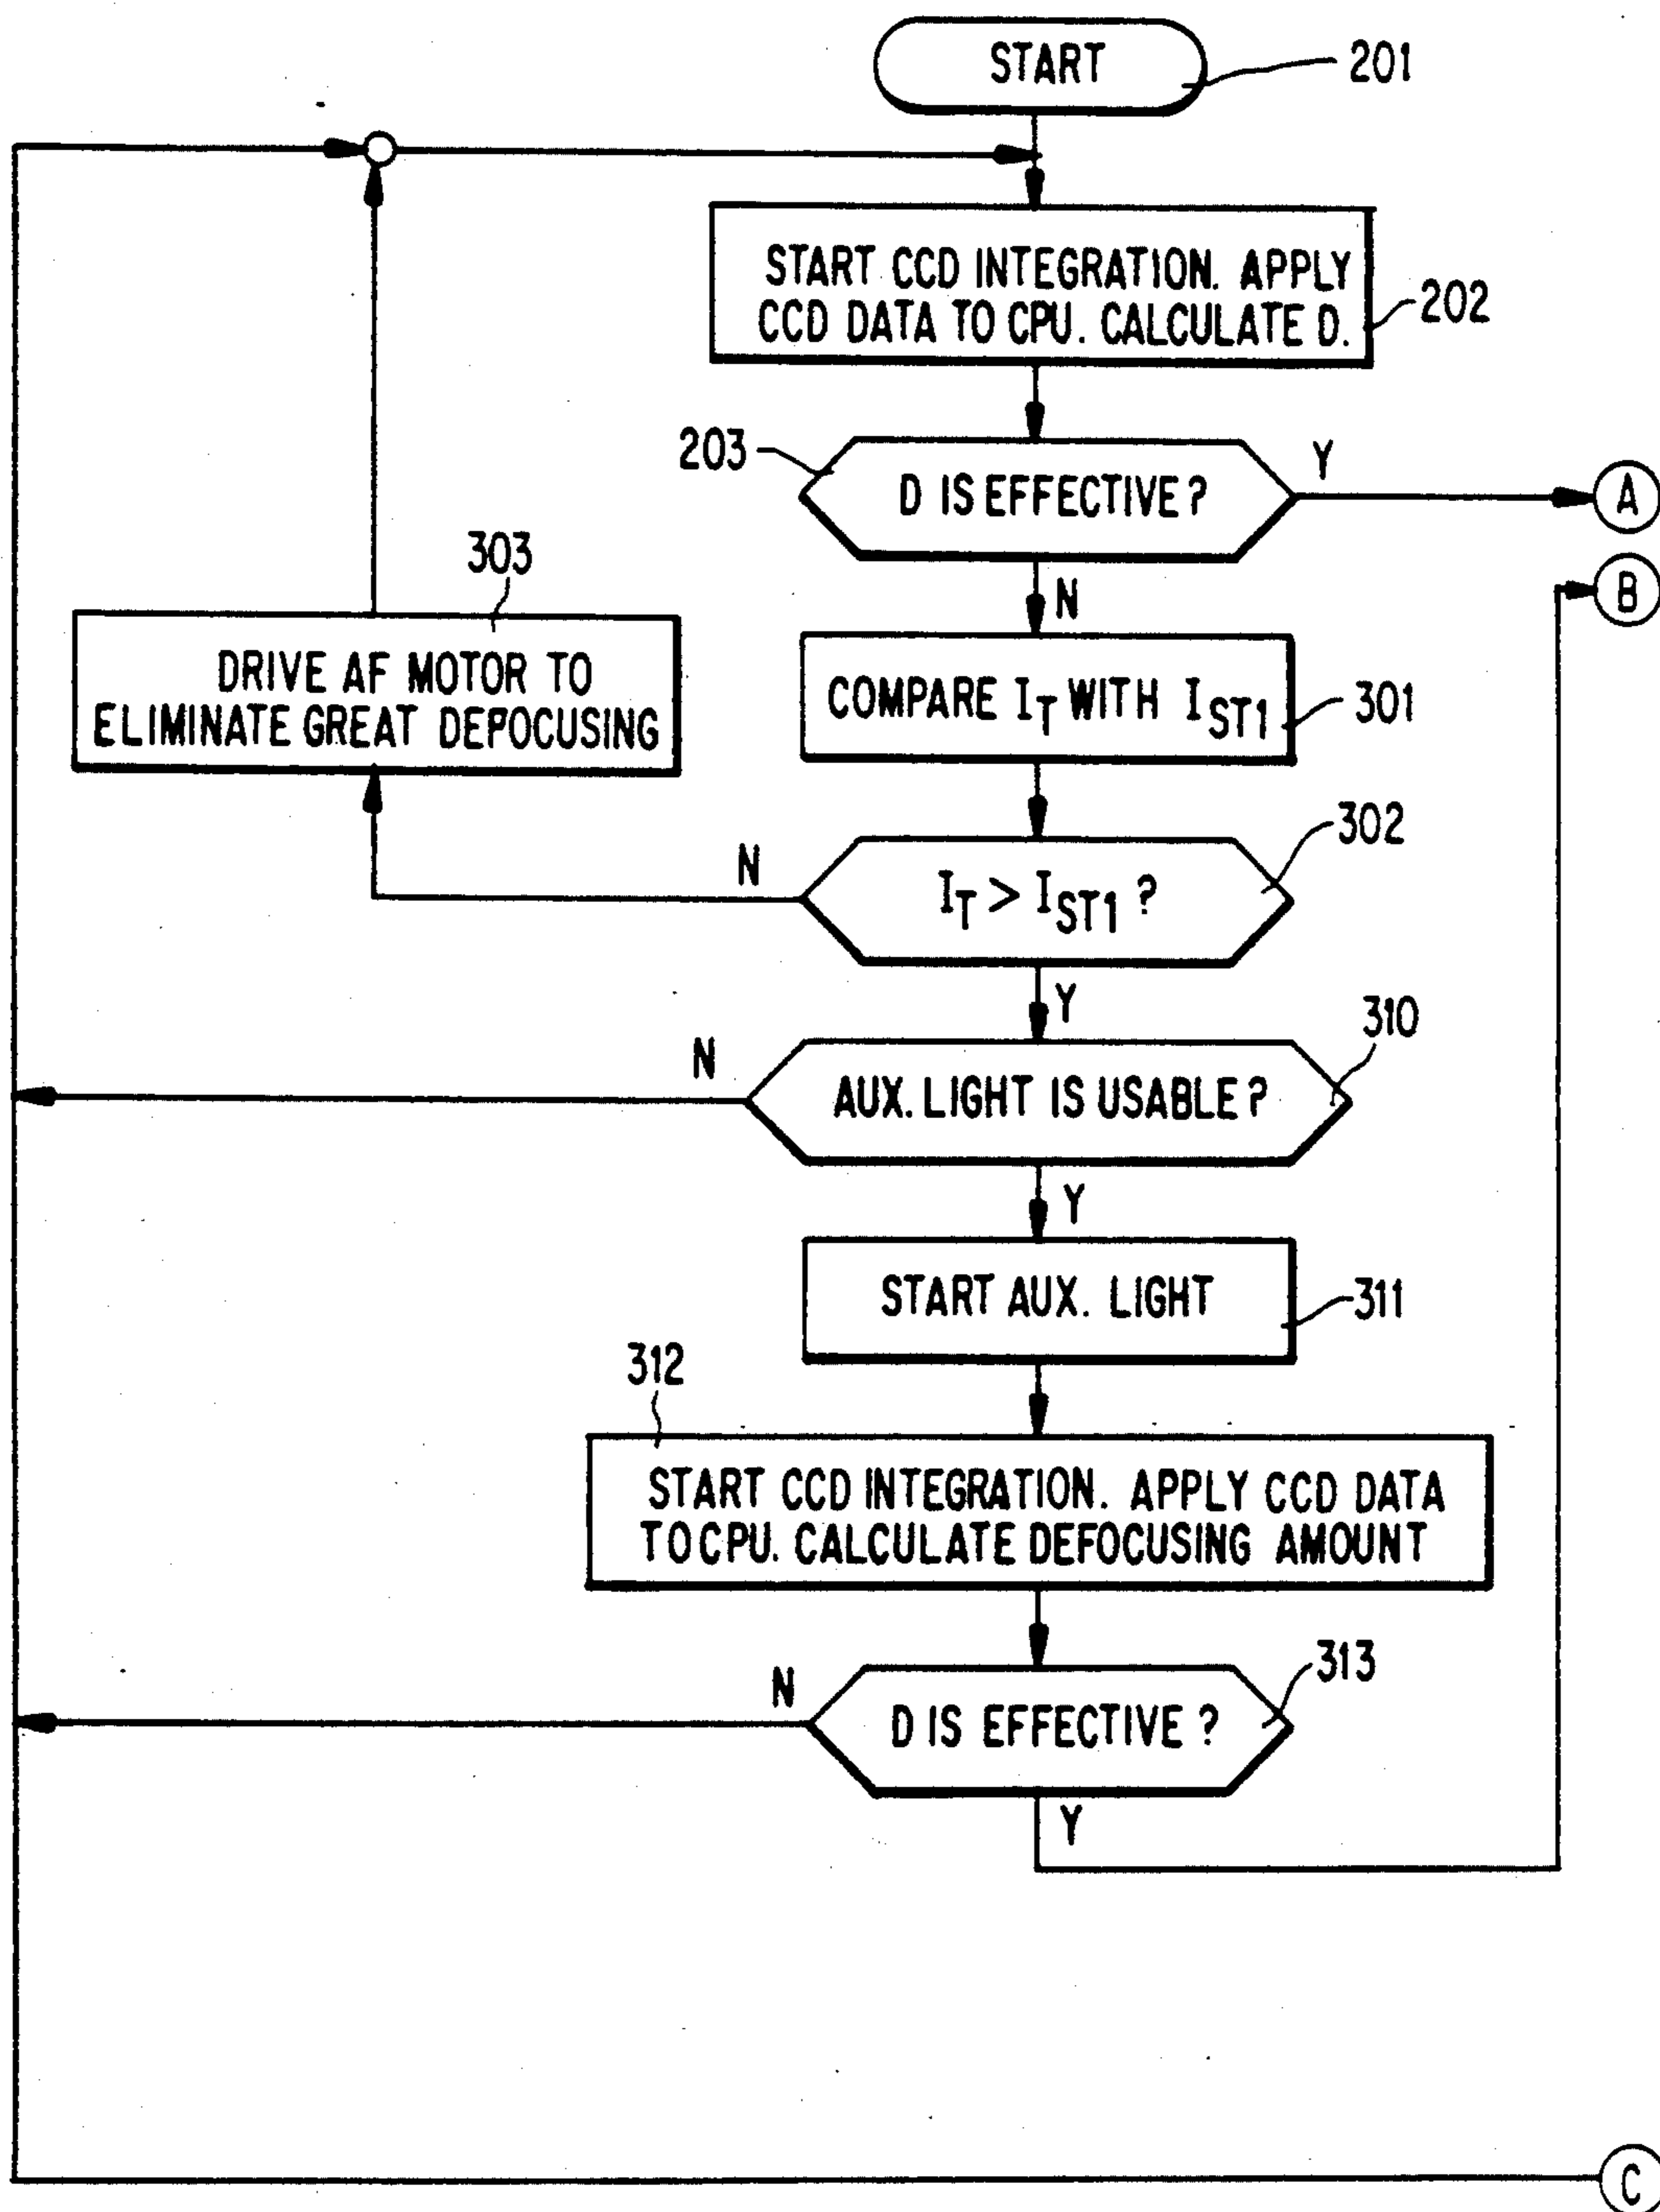 START
201
START CCD INTEGRATION. APPLY
CCD DATA TO CPU. CALCULATE D.
202
203
D IS EFFECTIVE?
Y
A
B
N
303
DRIVE AF MOTOR TO
ELIMINATE GREAT DEPOCUSING
COMPARE IT WITH IST1
301
302
N
IT > IST1 ?
Y
310
N
AUX. LIGHT IS USABLE?
Y
START AUX. LIGHT
311
312
START CCD INTEGRATION. APPLY CCD DATA
TO CPU. CALCULATE DEFOCUSING AMOUNT
313
N
D IS EFFECTIVE ?
Y
C